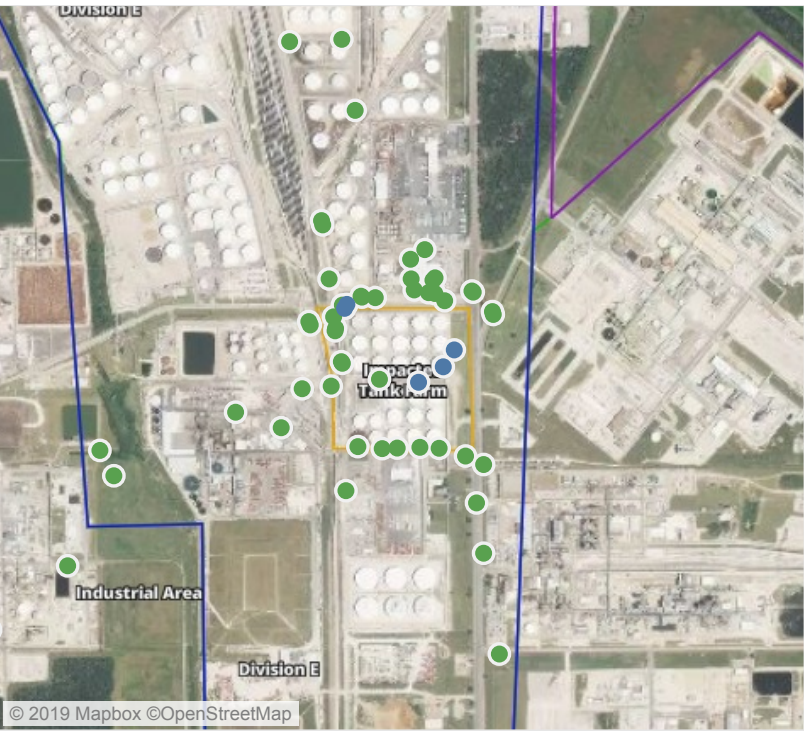 Division E
Impacted
Tank Farm
Industrial Area
Division E
© 2019 Mapbox ©OpenStreetMap